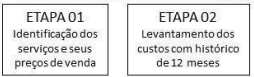 ETAPA 01
Identificação dos
serviços e seus
preços de venda
ETAPA 02
Levantamento dos
custos com histórico
de 12 meses